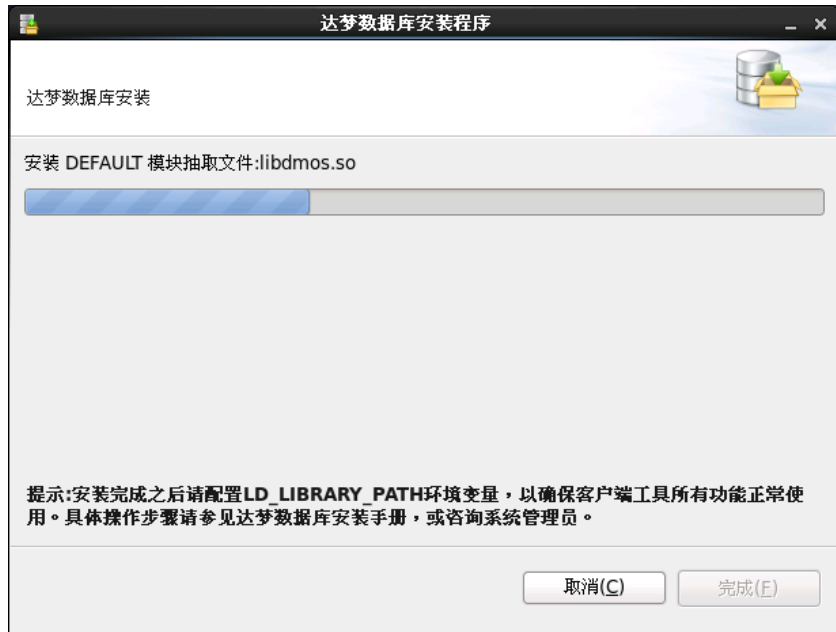 达梦数据库安装程序
达梦数据库安装
安装 DEFAULT 模块抽取文件:libdmos.so
提示:安装完成之后请配置LD_LIBRARY_PATH环境变量，以确保客户端工具所有功能正常使
用。具体操作步骤请参见达梦数据库安装手册，或咨询系统管理员。
取消(C)
完成(F)